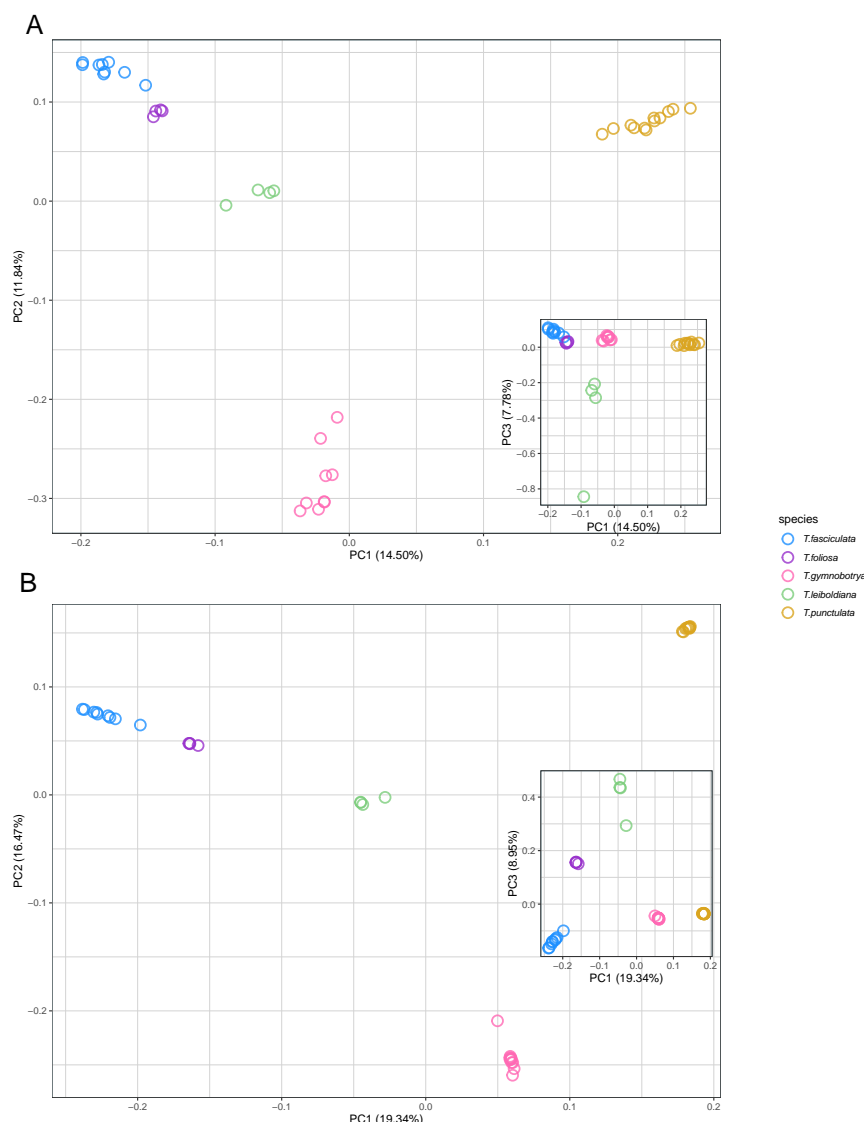 A
0.1
0.0
−0.1
−0.2
−0.3
PC2 (11.84%)
−0.2
−0.1
0.0
0.1
0.2
PC1 (14.50%)
0.0
−0.2
−0.4
−0.6
−0.8
PC3 (7.78%)
−0.2
−0.1
0.0
0.1
0.2
PC1 (14.50%)
species
T.fasciculata
T.foliosa
T.gymnobotrya
T.leiboldiana
T.punctulata
B
0.1
0.0
−0.1
−0.2
PC2 (16.47%)
−0.2
−0.1
0.0
0.1
0.2
PC1 (19.34%)
0.4
0.2
0.0
PC3 (8.95%)
−0.2
−0.1
0.0
0.1
0.2
PC1 (19.34%)